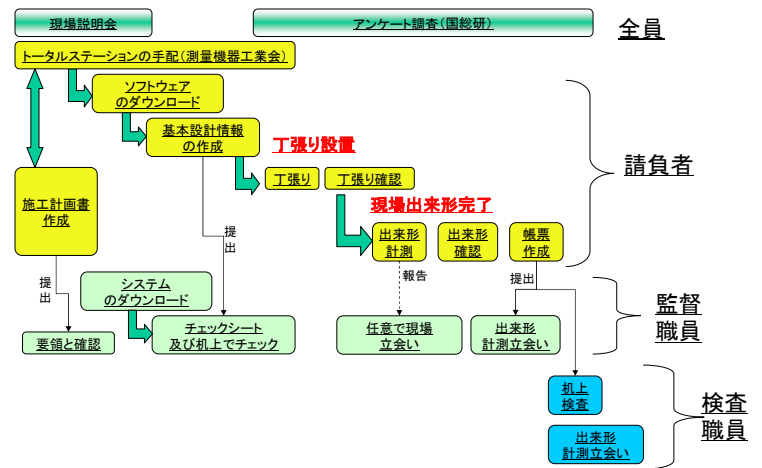 現場説明会
アンケート調査(国総研)
全員
トータルステーションの手配(測量機器工業会)
ソフトウェア
のダウンロード
基本設計情報
の作成
丁張り設置
丁張り
丁張り確認
請負者
施工計画書
作成
現場出来形完了
出来形
計測
出来形
確認
帳票
作成
提
出
提
出
報告
提出
システム
のダウンロード
監督
職員
要領と確認
チェックシート
及び机上でチェック
任意で現場
立会い
出来形
計測立会い
机上
検査
検査
職員
出来形
計測立会い